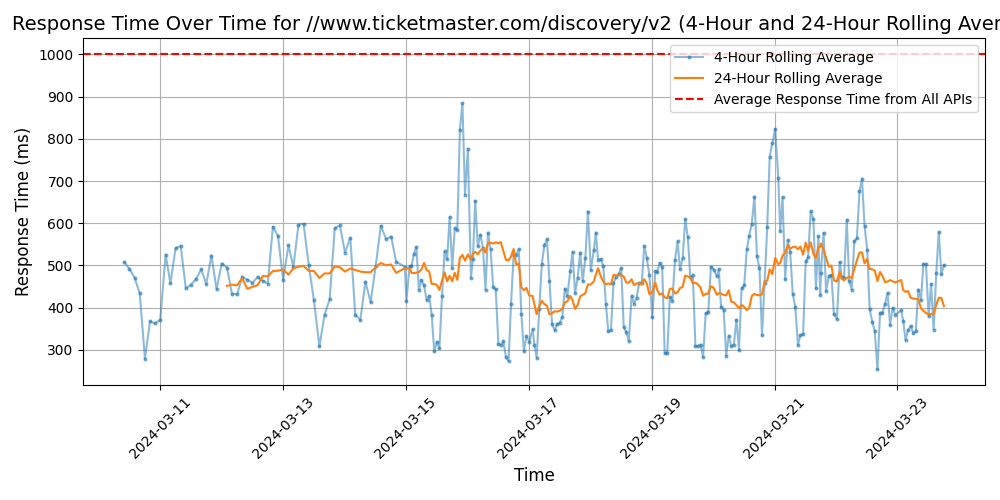 Response Time Over Time for //www.ticketmaster.com/discovery/v2 (4-Hour and 24-Hour Rolling Aver
4-Hour Rolling Average
24-Hour Rolling Average
Average Response Time from All APIs
Response Time (ms)
1000
900
800
700
600
500
400
300
2024-03-11
2024-03-13
2024-03-15
2024-03-17
2024-03-19
2024-03-21
2024-03-23
Time